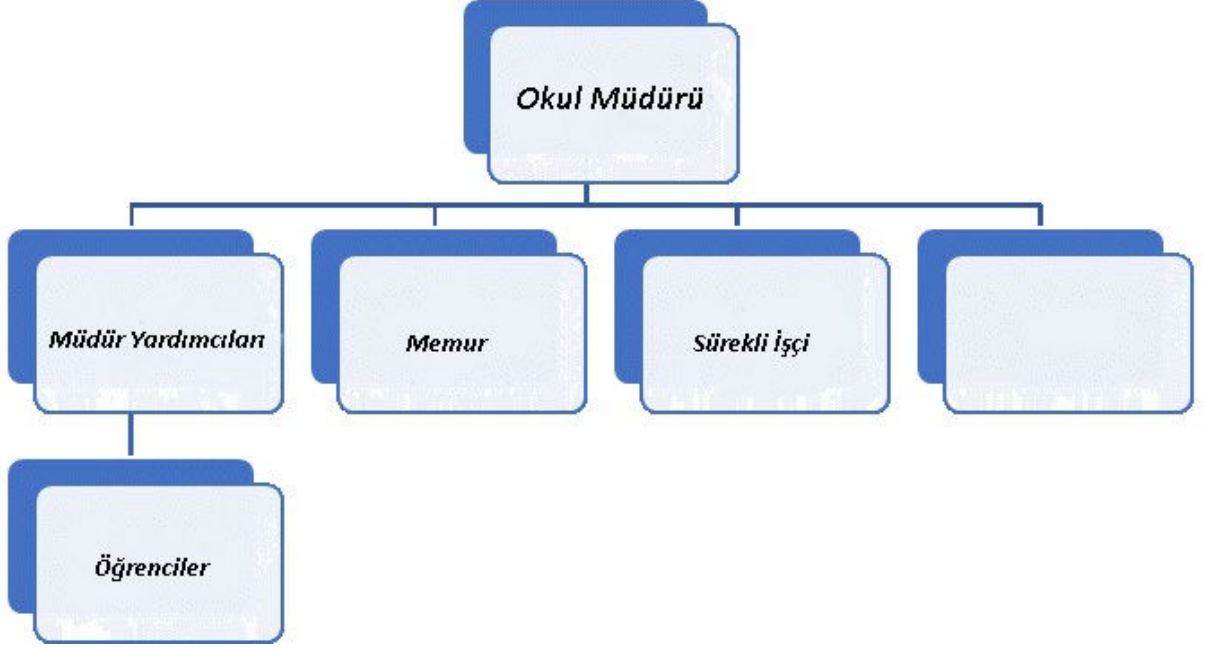 Okul Müdürü
Müdür Yardımcıları
Memur
Sürekli İşçi
Öğrenciler